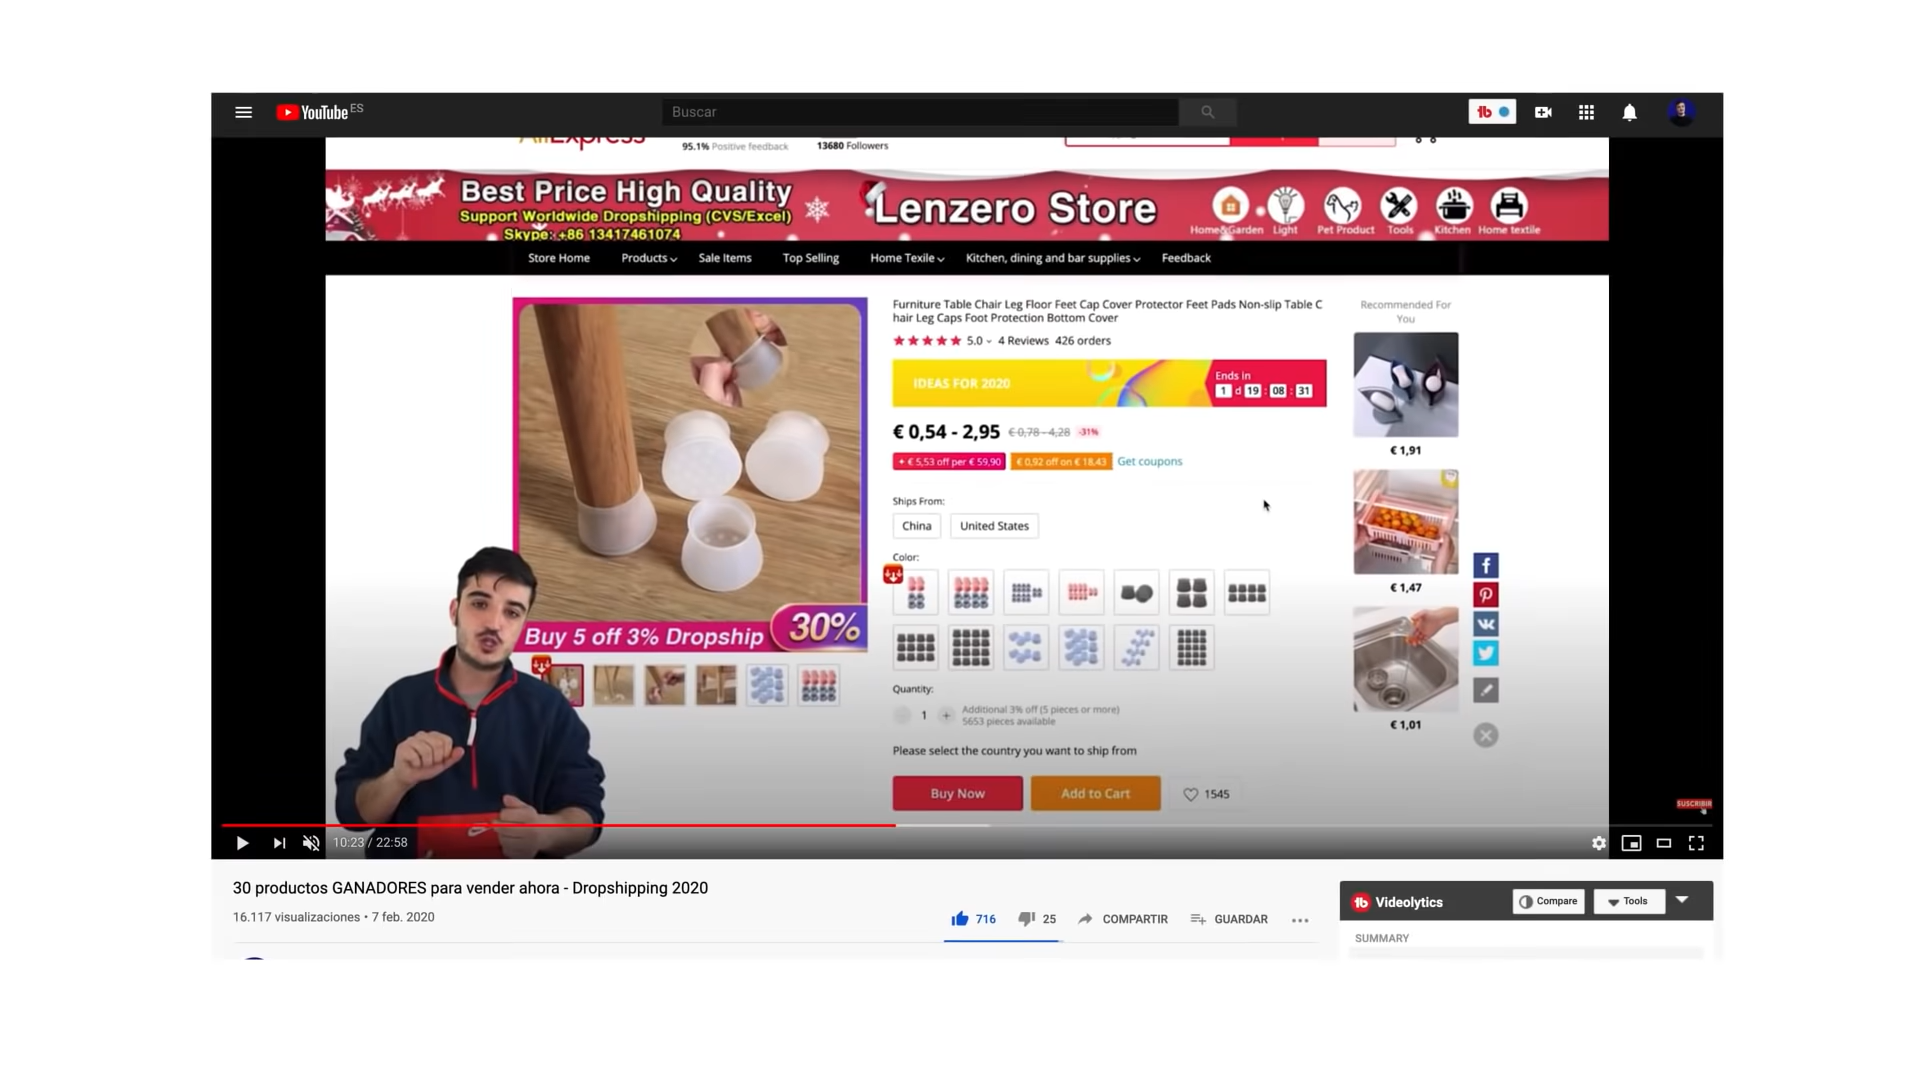 YouTube ES
Buscar
AliExpress
95.1% Positive feedback
13680 Followers
Best Price High Quality
Support Worldwide Dropshipping (CVS/Excel)
Skype: +86 13417461074
Lenzero Store
Home&Garden Light Pet Product Tools Kitchen Home textile
Store Home Products Sale Items Top Selling Home Texile Kitchen, dining and bar supplies Feedback
Furniture Table Chair Leg Floor Feet Cap Cover Protector Feet Pads Non-slip Table C
hair Leg Caps Foot Protection Bottom Cover
5.0 4 Reviews 426 orders
IDEAS FOR 2020
Ends in
1 d 19 : 08 : 31
€ 0,54 - 2,95 € 0,78 - 4,28 -31%
+ € 5,53 off per € 59,90 € 0,92 off on € 18,43 Get coupons
Ships From:
China United States
Color:
Buy 5 off 3% Dropship 30%
Quantity:
1 + Additional 3% off (5 pieces or more)
5653 pieces available
Please select the country you want to ship from
Buy Now Add to Cart 1545
Recommended For
You
€ 1,91
€ 1,47
€ 1,01
SUSCRIBIR
10:23 / 22:58
30 productos GANADORES para vender ahora - Dropshipping 2020
16.117 visualizaciones • 7 feb. 2020
716 25 COMPARTIR GUARDAR
Videolytics Compare Tools
SUMMARY